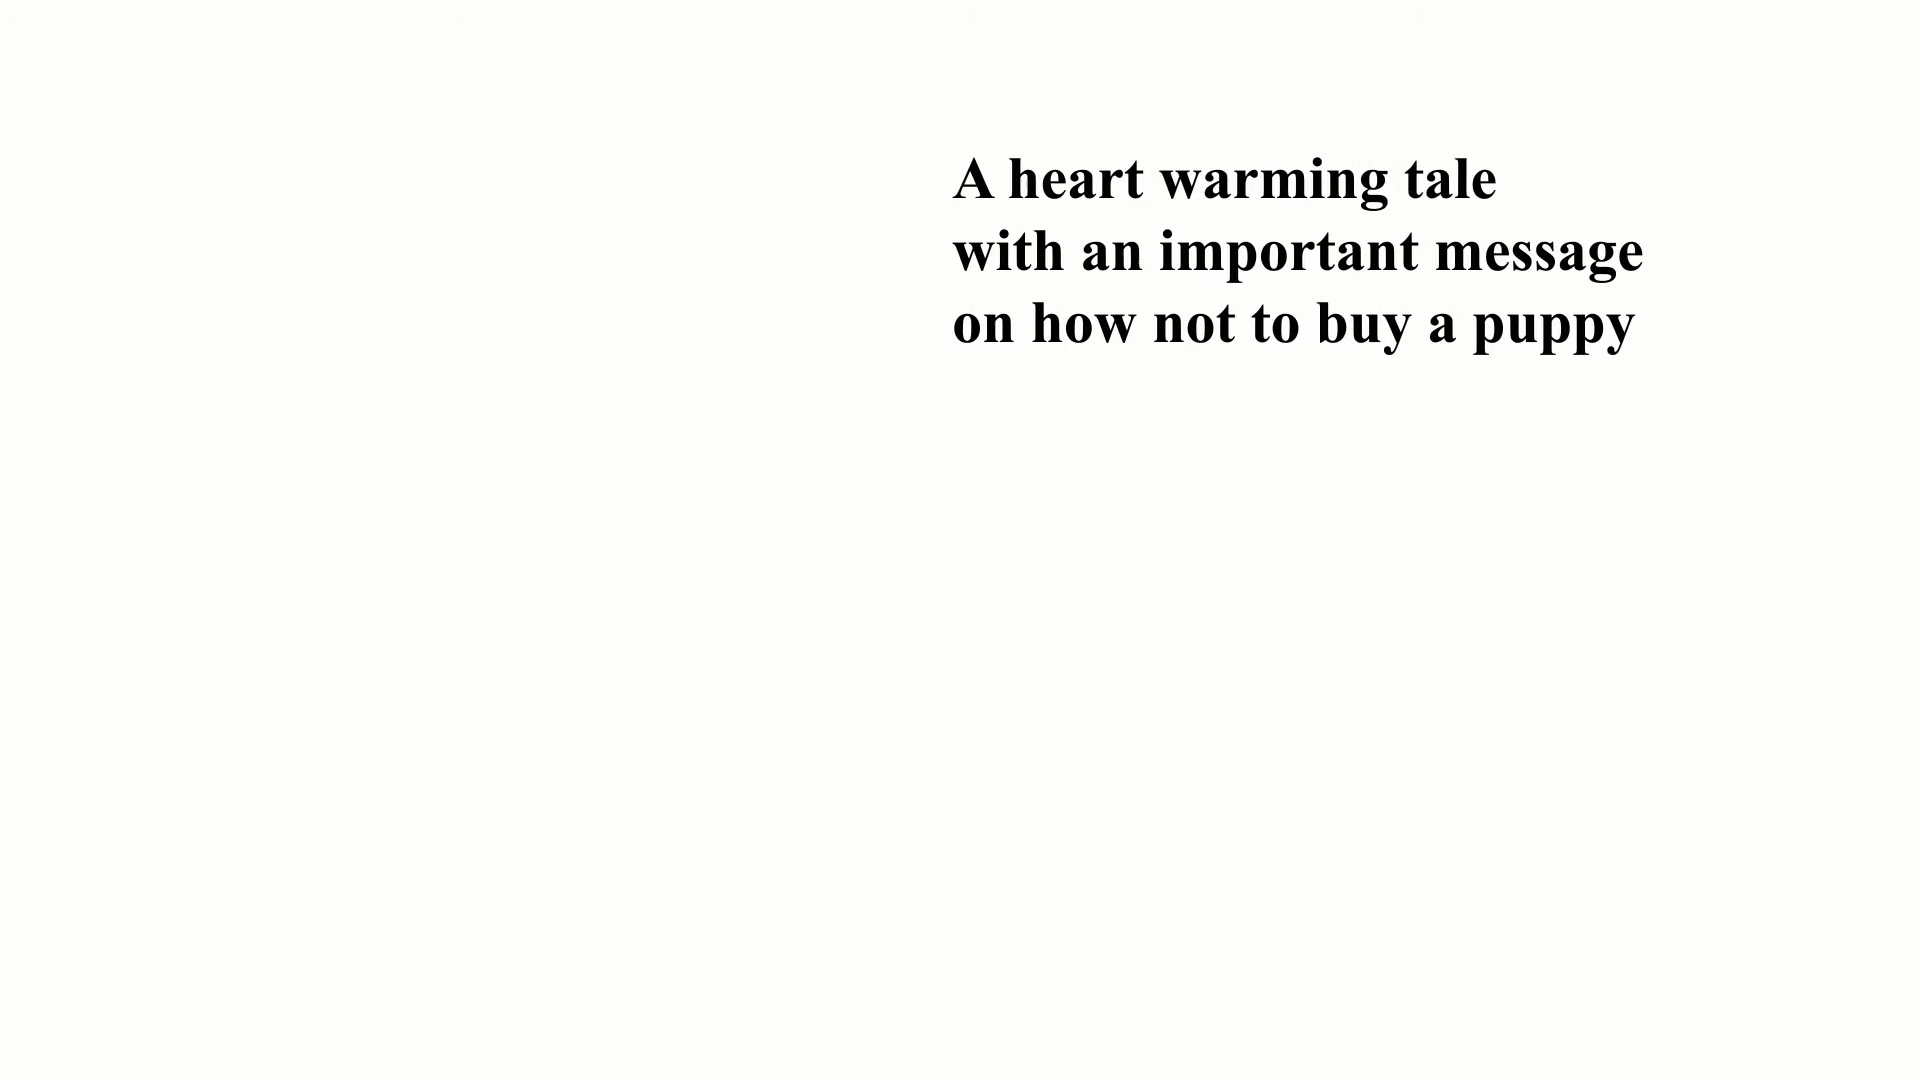 A heart warming tale
with an important message
on how not to buy a puppy